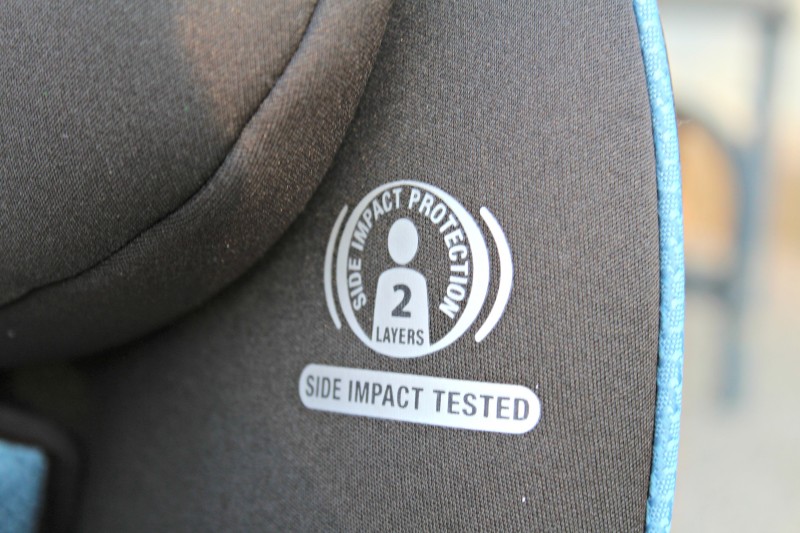 SIDE IMPACT PROTECTION
2
LAYERS
SIDE IMPACT TESTED